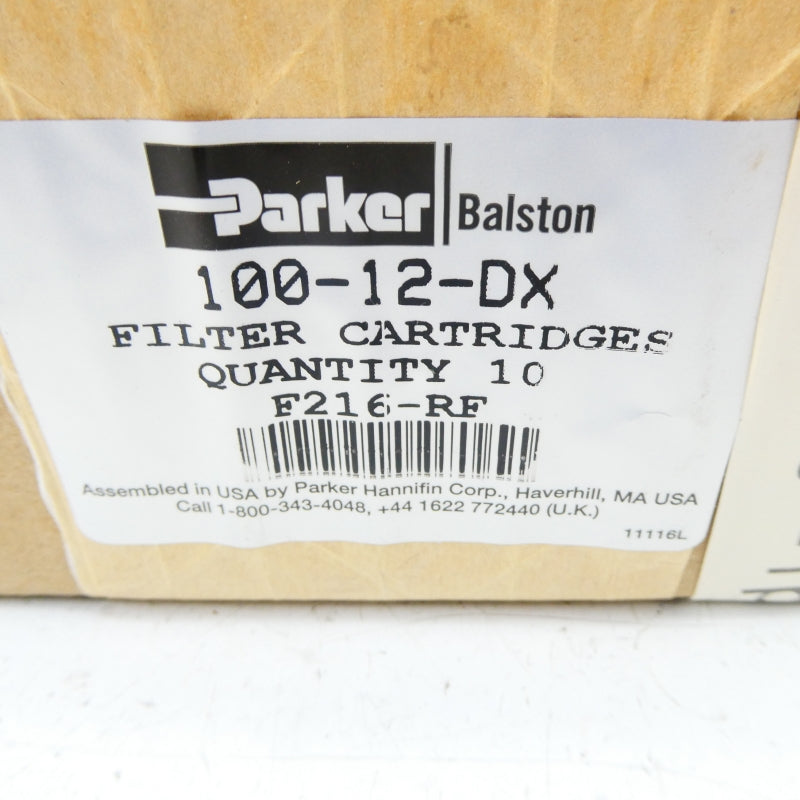 Parker Balston
100-12-DX
FILTER CARTRIDGES
QUANTITY 10
F216-RF
Assembled in USA by Parker Hannifin Corp., Haverhill, MA USA
Call 1-800-343-4048, +44 1622 772440 (U.K.)
11116L